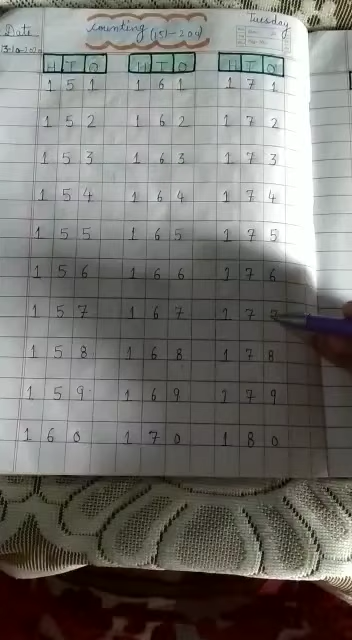 Date Counting (151-200) Tuesday
H T O H T O H T O
1 5 1 1 6 1 1 7 1
1 5 2 1 6 2 1 7 2
1 5 3 1 6 3 1 7 3
1 5 4 1 6 4 1 7 4
1 5 5 1 6 5 1 7 5
1 5 6 1 6 6 1 7 6
1 5 7 1 6 7 1 7 7
1 5 8 1 6 8 1 7 8
1 5 9 1 6 9 1 7 9
1 6 0 1 7 0 1 8 0